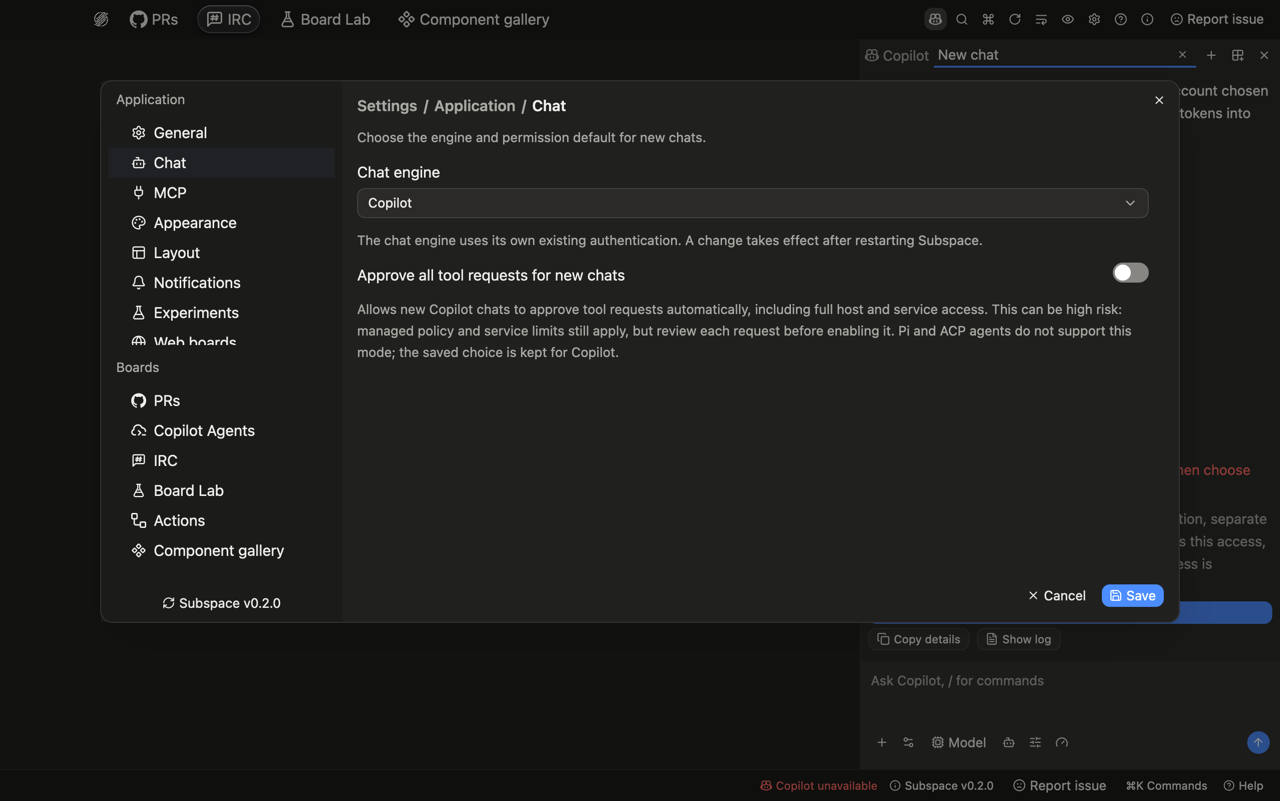 PRs
IRC
Board Lab
Component gallery
Report issue
Copilot
New chat
count chosen
tokens into
Application
General
Chat
MCP
Appearance
Layout
Notifications
Experiments
Web boards
Boards
PRs
Copilot Agents
IRC
Board Lab
Actions
Component gallery
Subspace v0.2.0
Settings / Application / Chat
Choose the engine and permission default for new chats.
Chat engine
Copilot
The chat engine uses its own existing authentication. A change takes effect after restarting Subspace.
Approve all tool requests for new chats
Allows new Copilot chats to approve tool requests automatically, including full host and service access. This can be high risk:
managed policy and service limits still apply, but review each request before enabling it. Pi and ACP agents do not support this
mode; the saved choice is kept for Copilot.
Cancel
Save
hen choose
tion, separate
s this access,
ess is
Copy details
Show log
Ask Copilot, / for commands
Model
Copilot unavailable
Subspace v0.2.0
Report issue
⌘K Commands
Help